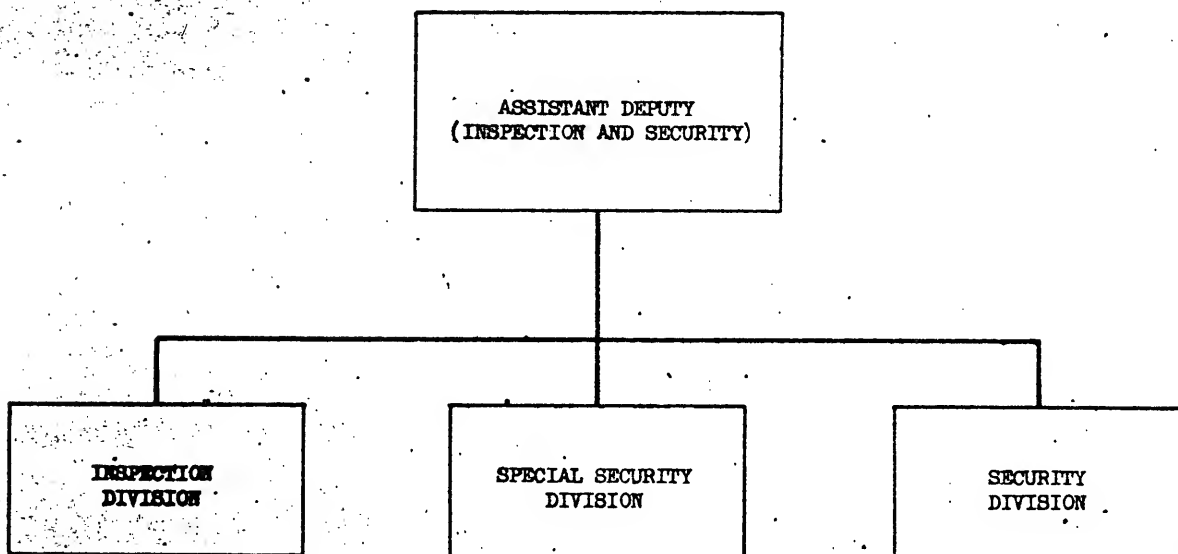 ASSISTANT DEPUTY
(INSPECTION AND SECURITY)
INSPECTION
DIVISION
SPECIAL SECURITY
DIVISION
SECURITY
DIVISION